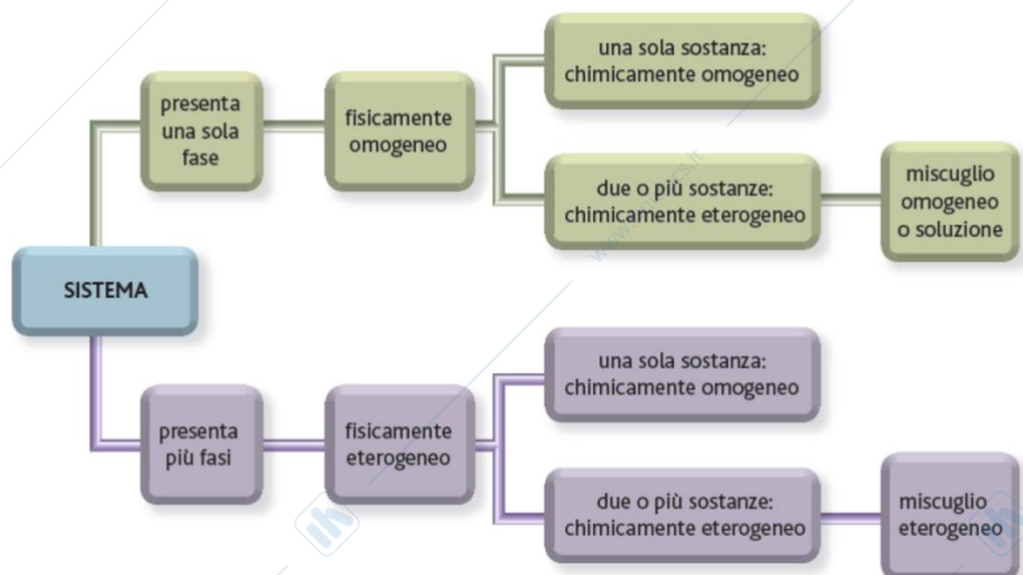 una sola sostanza:
chimicamente omogeneo
presenta
una sola
fase
fisicamente
omogeneo
due o più sostanze:
chimicamente eterogeneo
miscuglio
omogeneo
o soluzione
SISTEMA
una sola sostanza:
chimicamente omogeneo
presenta
più fasi
fisicamente
eterogeneo
due o più sostanze:
chimicamente eterogeneo
miscuglio
eterogeneo